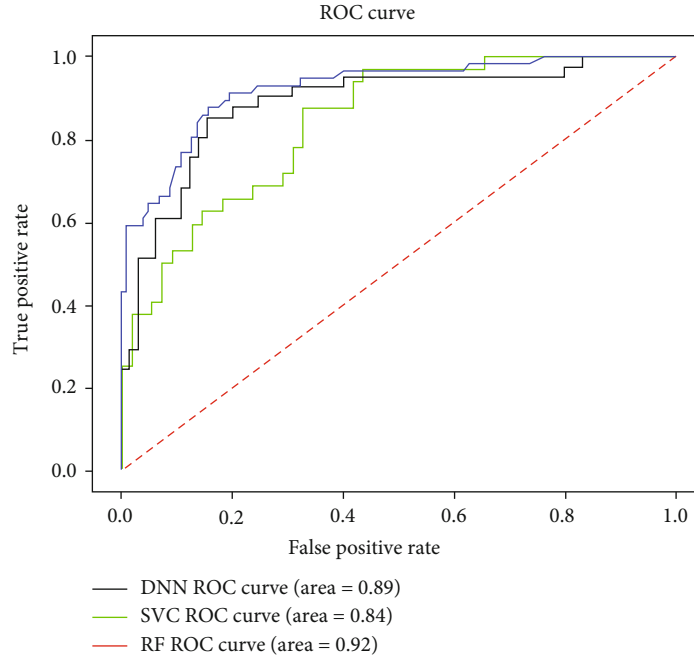 ROC curve
1.0
0.8
0.6
0.4
0.2
0.0
True positive rate
0.0 0.2 0.4 0.6 0.8 1.0
False positive rate
DNN ROC curve (area = 0.89)
SVC ROC curve (area = 0.84)
RF ROC curve (area = 0.92)